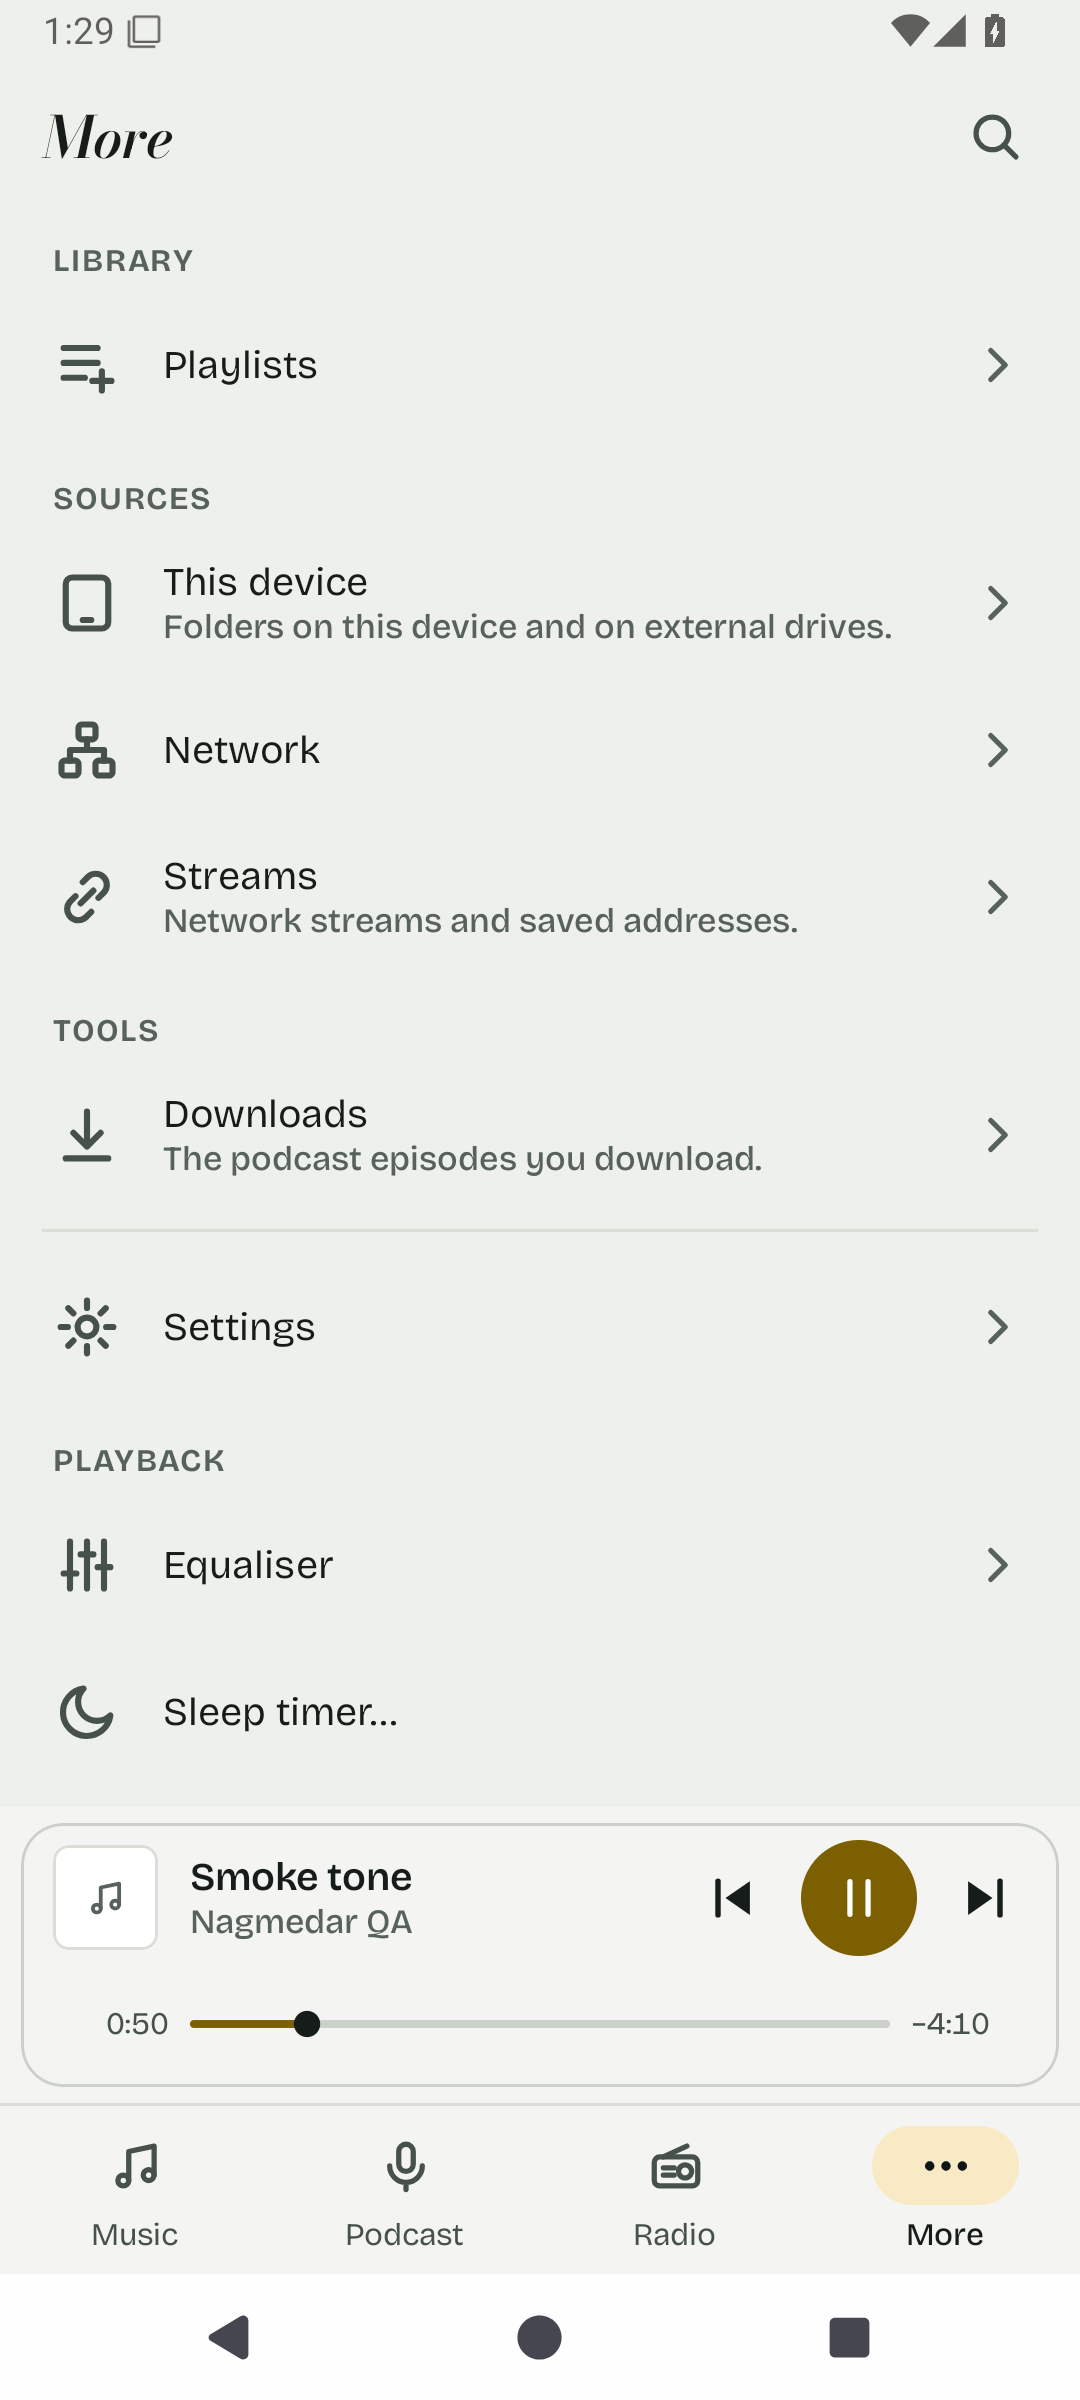 1:29
More
LIBRARY
Playlists
SOURCES
This device
Folders on this device and on external drives.
Network
Streams
Network streams and saved addresses.
TOOLS
Downloads
The podcast episodes you download.
Settings
PLAYBACK
Equaliser
Sleep timer...
Smoke tone
Nagmedar QA
0:50
-4:10
Music
Podcast
Radio
More